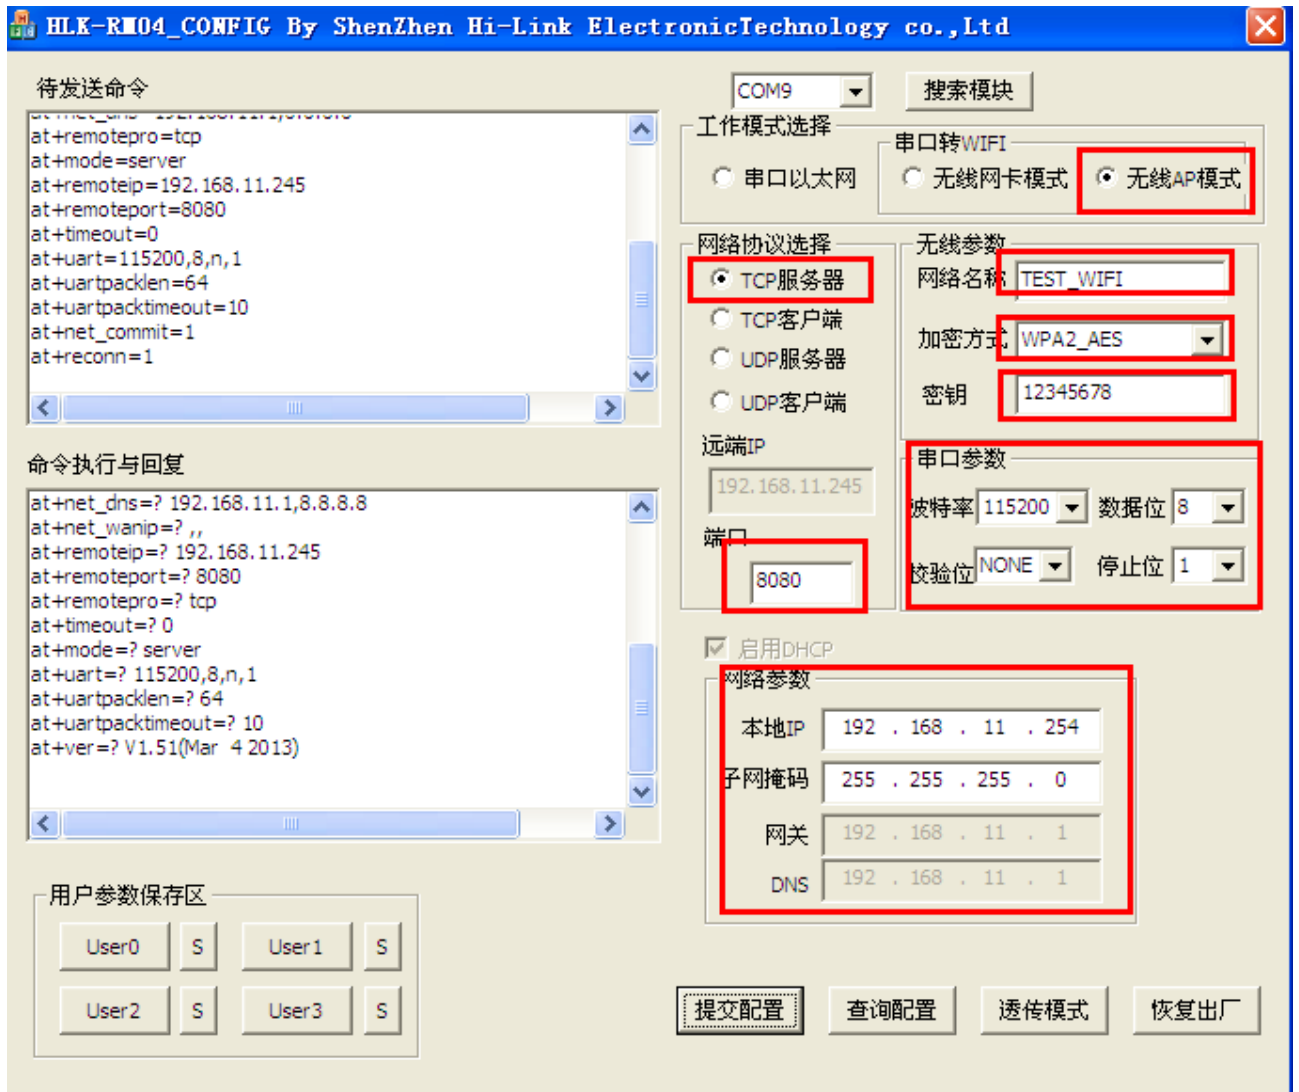 HLK-RM04_CONFIG By ShenZhen Hi-Link ElectronicTechnology co.,Ltd
待发送命令
at+net_dns=192.168.11.1,8.8.8.8
at+remotepro=tcp
at+mode=server
at+remoteip=192.168.11.245
at+remoteport=8080
at+timeout=0
at+uart=115200,8,n,1
at+uartpacklen=64
at+uartpacktimeout=10
at+net_commit=1
at+reconn=1
命令执行与回复
at+net_dns=? 192.168.11.1,8.8.8.8
at+net_wanip=? ,,
at+remoteip=? 192.168.11.245
at+remoteport=? 8080
at+remotepro=? tcp
at+timeout=? 0
at+mode=? server
at+uart=? 115200,8,n,1
at+uartpacklen=? 64
at+uartpacktimeout=? 10
at+ver=? V1.51(Mar  4 2013)
用户参数保存区
User0 S User1 S
User2 S User3 S
COM9 搜索模块
工作模式选择
串口以太网
串口转WIFI
无线网卡模式 无线AP模式
网络协议选择
TCP服务器
TCP客户端
UDP服务器
UDP客户端
远端IP
192.168.11.245
端口
8080
无线参数
网络名称 TEST_WIFI
加密方式 WPA2_AES
密钥 12345678
串口参数
波特率 115200 数据位 8
校验位 NONE 停止位 1
启用DHCP
网络参数
本地IP 192 . 168 . 11 . 254
子网掩码 255 . 255 . 255 . 0
网关 192 . 168 . 11 . 1
DNS 192 . 168 . 11 . 1
提交配置 查询配置 透传模式 恢复出厂